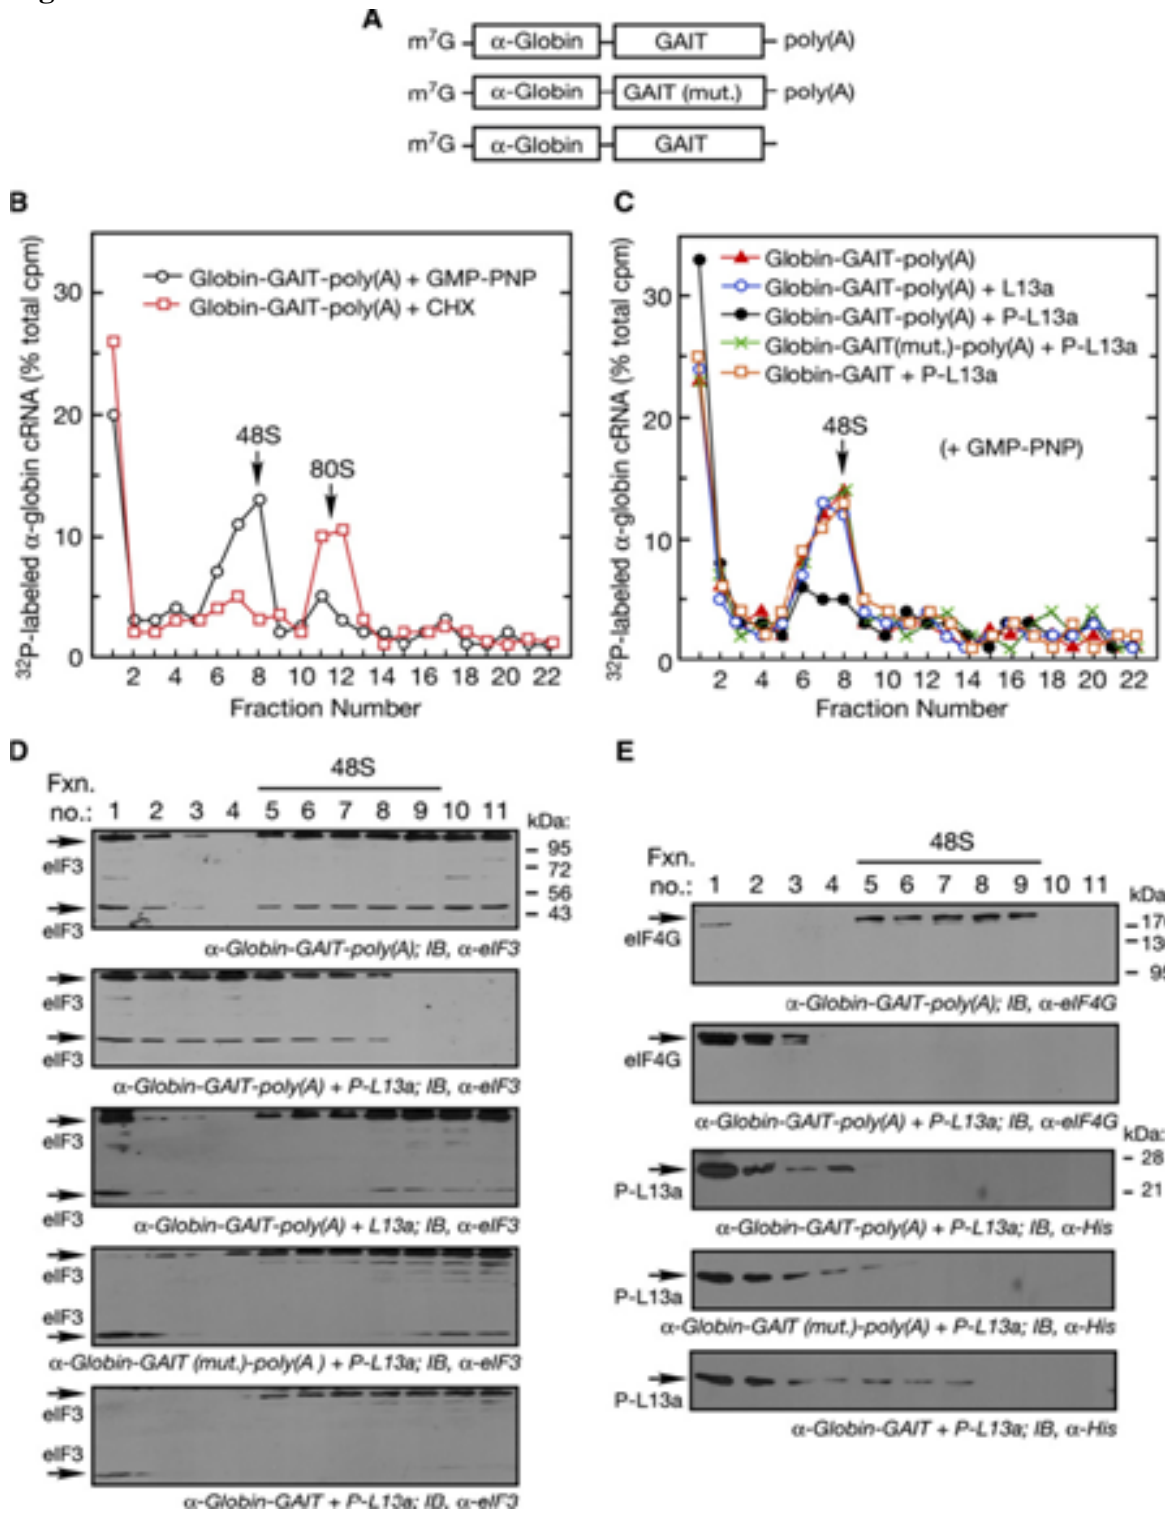 A
m⁷G α-Globin GAIT poly(A)
m⁷G α-Globin GAIT (mut.) poly(A)
m⁷G α-Globin GAIT
B
³²P-labeled α-globin cRNA (% total cpm)
Globin-GAIT-poly(A) + GMP-PNP
Globin-GAIT-poly(A) + CHX
30
20
10
0
48S
80S
2 4 6 8 10 12 14 16 18 20 22
Fraction Number
C
³²P-labeled α-globin cRNA (% total cpm)
Globin-GAIT-poly(A)
Globin-GAIT-poly(A) + L13a
Globin-GAIT-poly(A) + P-L13a
Globin-GAIT(mut.)-poly(A) + P-L13a
Globin-GAIT + P-L13a
30
20
10
0
48S
(+ GMP-PNP)
2 4 6 8 10 12 14 16 18 20 22
Fraction Number
D
48S
Fxn.
no.: 1 2 3 4 5 6 7 8 9 10 11
kDa:
95
72
56
43
eIF3
eIF3
α-Globin-GAIT-poly(A); IB, α-eIF3
eIF3
eIF3
α-Globin-GAIT-poly(A) + P-L13a; IB, α-eIF3
eIF3
eIF3
α-Globin-GAIT-poly(A) + L13a; IB, α-eIF3
eIF3
eIF3
α-Globin-GAIT (mut.)-poly(A ) + P-L13a; IB, α-eIF3
eIF3
eIF3
α-Globin-GAIT + P-L13a; IB, α-eIF3
E
48S
Fxn.
no.: 1 2 3 4 5 6 7 8 9 10 11
eIF4G
95
α-Globin-GAIT-poly(A); IB, α-eIF4G
eIF4G
α-Globin-GAIT-poly(A) + P-L13a; IB, α-eIF4G
kDa:
28
21
P-L13a
α-Globin-GAIT-poly(A) + P-L13a; IB, α-His
P-L13a
α-Globin-GAIT (mut.)-poly(A) + P-L13a; IB, α-His
P-L13a
α-Globin-GAIT + P-L13a; IB, α-His